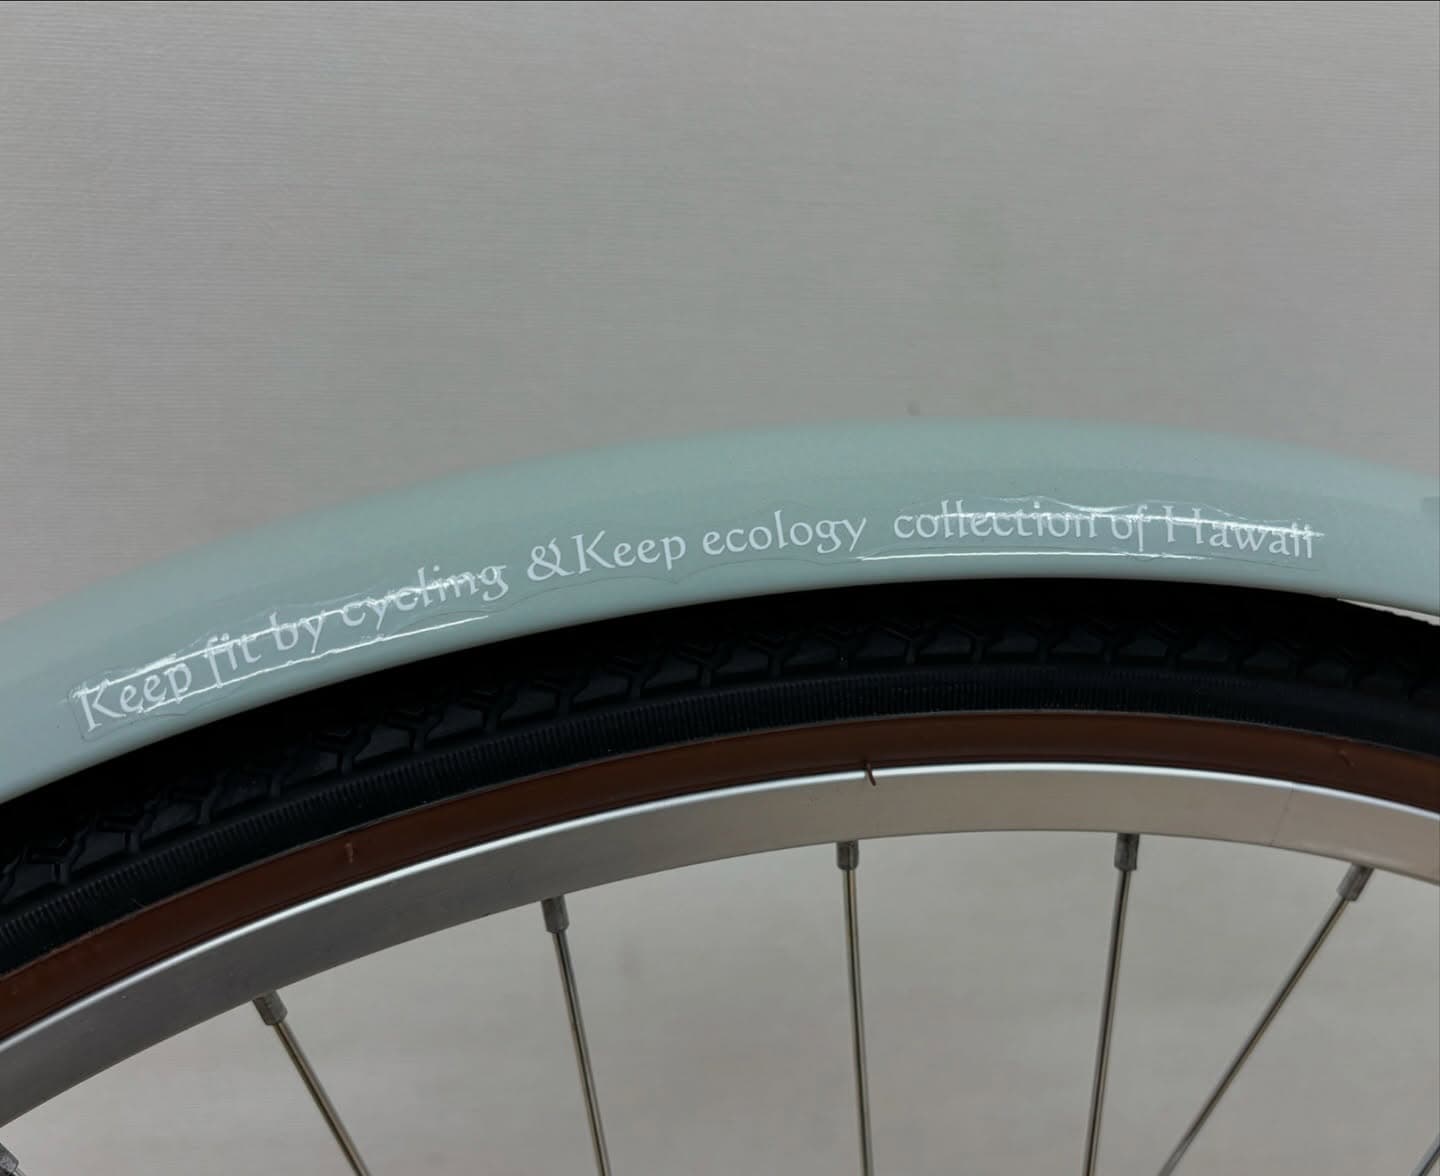 Keep fit by cycling &Keep ecology collection of Hawaii